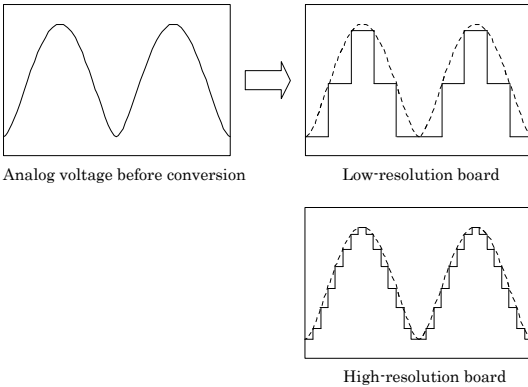 Analog voltage before conversion
Low-resolution board
High-resolution board